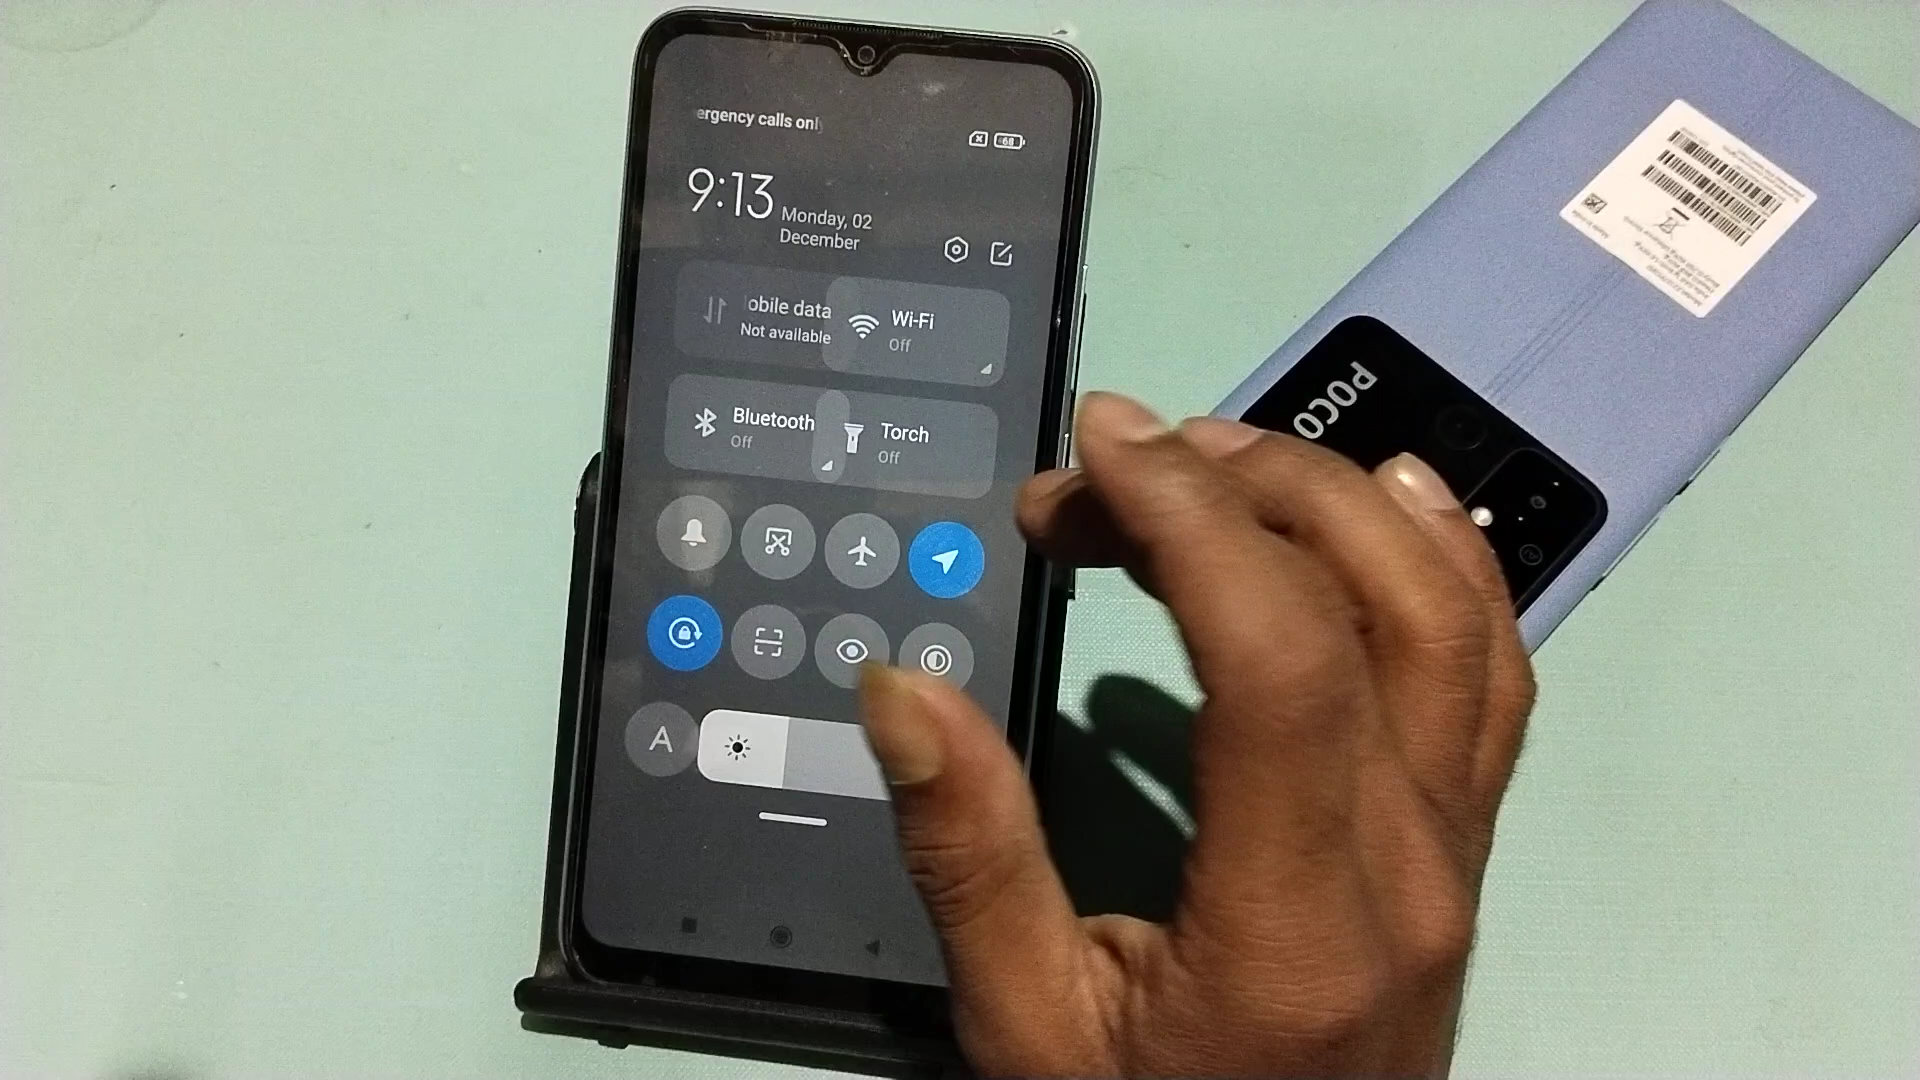 ergency calls onl
68
9:13
Monday, 02
December
obile data
Not available
Wi-Fi
Off
Bluetooth
Off
Torch
Off
A
POCO